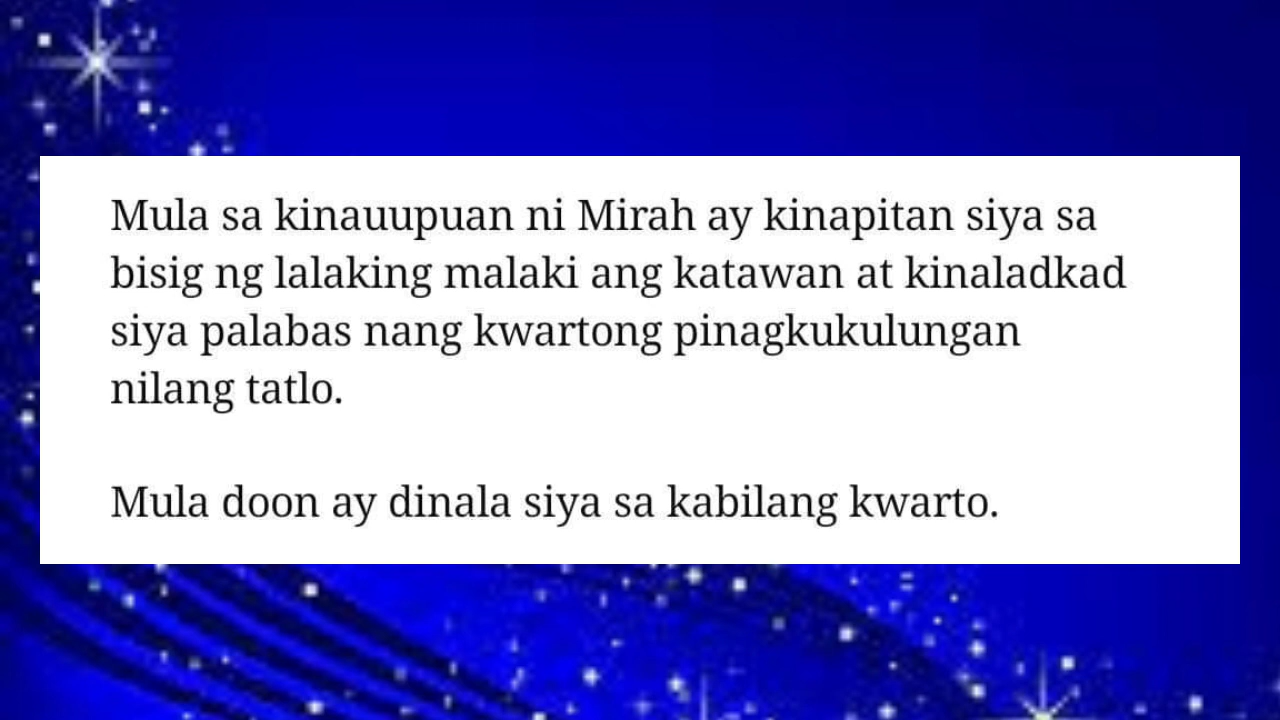 Mula sa kinauupuan ni Mirah ay kinapitan siya sa
bisig ng lalaking malaki ang katawan at kinaladkad
siya palabas nang kwartong pinagkukulungan
nilang tatlo.
Mula doon ay dinala siya sa kabilang kwarto.